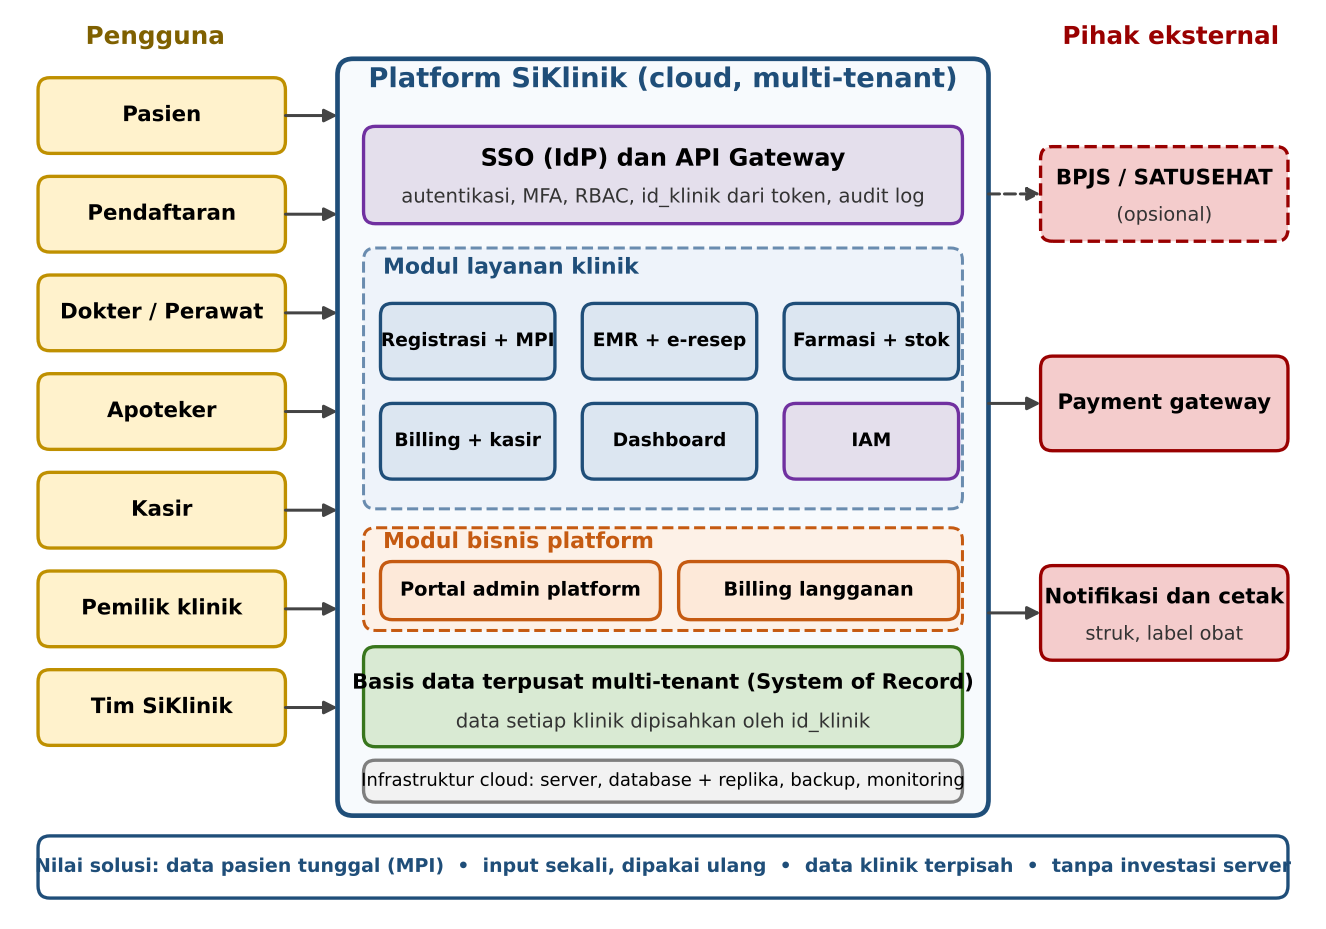 Pengguna
Pihak eksternal
Platform SiKlinik (cloud, multi-tenant)
Pasien
Pendaftaran
Dokter / Perawat
Apoteker
Kasir
Pemilik klinik
Tim SiKlinik
SSO (IdP) dan API Gateway
autentikasi, MFA, RBAC, id_klinik dari token, audit log
Modul layanan klinik
Registrasi + MPI
EMR + e-resep
Farmasi + stok
Billing + kasir
Dashboard
IAM
Modul bisnis platform
Portal admin platform
Billing langganan
Basis data terpusat multi-tenant (System of Record)
data setiap klinik dipisahkan oleh id_klinik
Infrastruktur cloud: server, database + replika, backup, monitoring
BPJS / SATUSEHAT
(opsional)
Payment gateway
Notifikasi dan cetak
struk, label obat
Nilai solusi: data pasien tunggal (MPI) • input sekali, dipakai ulang • data klinik terpisah • tanpa investasi server